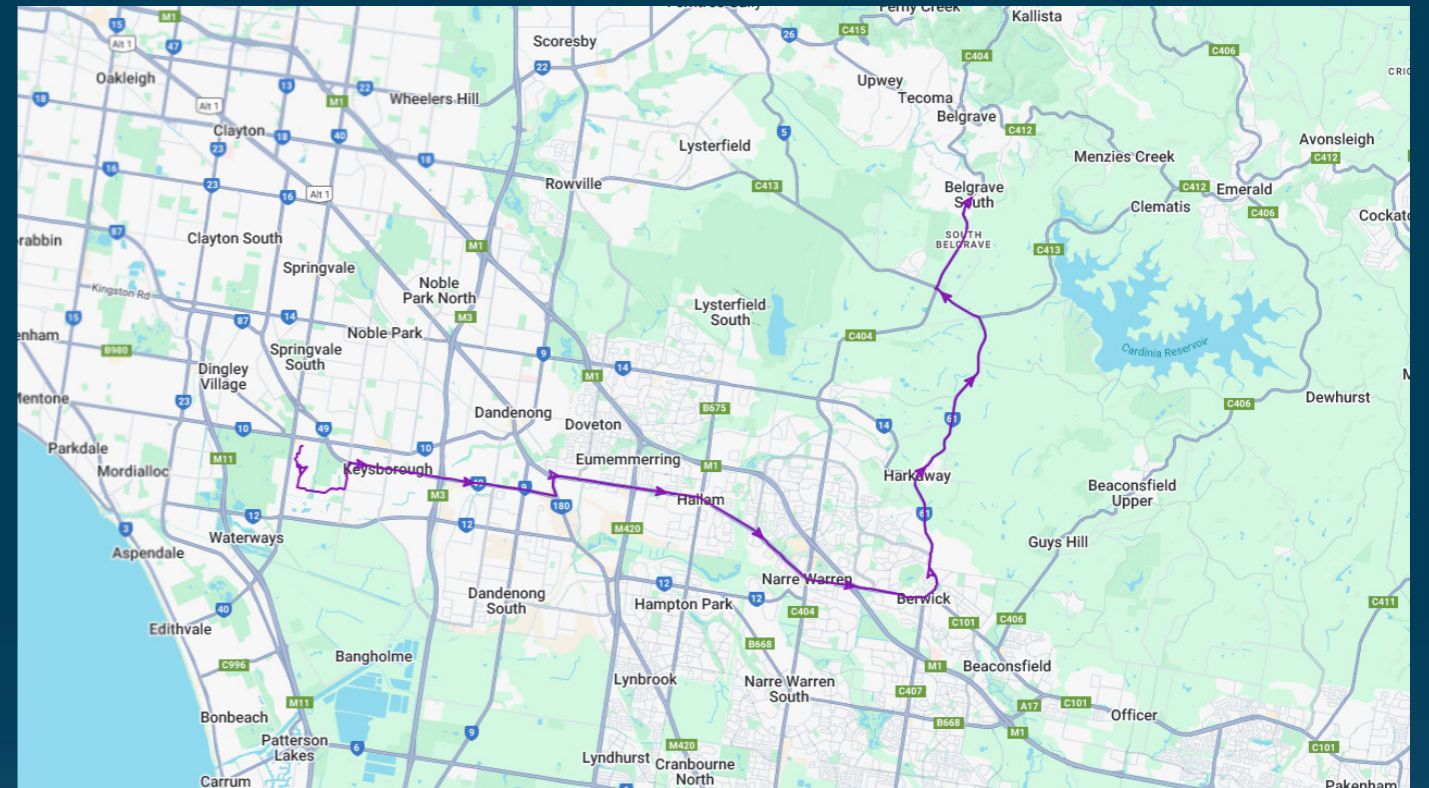 M1
15
Alt 1
47
Oakleigh
18
13
22
M1
Wheelers Hill
Alt 1
Clayton
18
40
23
18
16
23
16
Alt 1
87
Clayton South
Springvale
Kingston Rd
15
87
14
B980
Springvale
South
Dingley
Village
23
Mentone
10
49
Parkdale
M11
Mordialloc
12
Waterways
3
Aspendale
40
Edithvale
C996
Bonbeach
M11
Patterson
Lakes
6
Carrum
Scoresby
22
26
C415
Ferny Creek
Kallista
C404
C406
Upwey
Tecoma
Belgrave
C412
5
Lysterfield
Rowville
C413
M1
Noble
Park North
M3
Noble Park
9
M1
14
Dandenong
Doveton
B675
Eumemmerring
M1
10
Keysborough
M3
9
180
12
Hallam
M420
Dandenong
South
12
Hampton Park
12
Narre Warren
C404
B668
Bangholme
Lynbrook
Narre Warren
South
9
M420
Lyndhurst
Cranbourne
North
Lysterfield
South
C404
Belgrave
South
SOUTH
BELGRAVE
C413
Menzies Creek
Avonsleigh
C412
C412
Emerald
C406
Clematis
Cardinia Reservoir
C406
Dewhurst
61
14
Harkaway
61
Beaconsfield
Upper
Guys Hill
Berwick
C101
C406
C411
M1
Beaconsfield
C407
A17
C101
B668
Officer
M1
C101
Pakenham